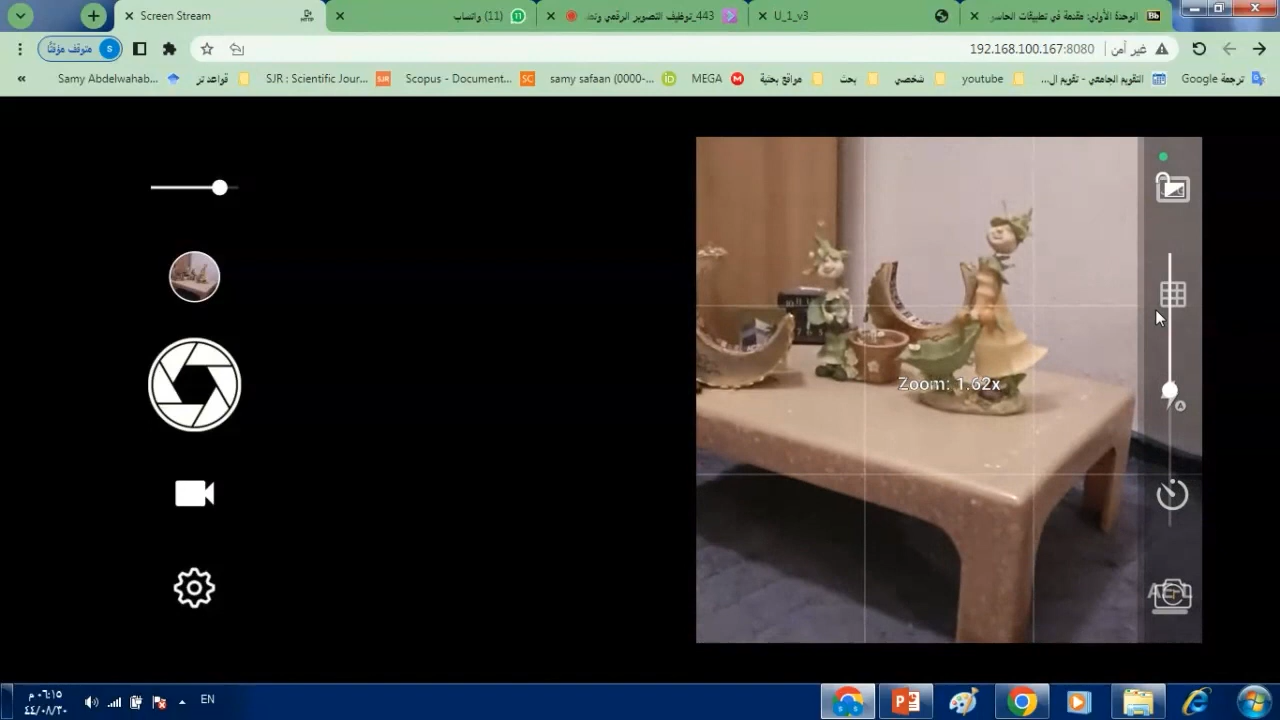 Screen Stream
(11) واتساب
443_توظيف التصوير الرقمي وتط
U_1_v3
الوحدة الأولى: مقدمة في تطبيقات الحاسر
متوقف مؤقتًا
S
192.168.100.167:8080
غير آمن
«
Samy Abdelwahab...
قواعد تر
SJR : Scientific Jour...
Scopus - Document...
samy safaan (0000-...
MEGA
مواقع بحثية
بحث
شخصي
youtube
التقويم الجامعي - تقويم ال...
ترجمة Google
Zoom: 1.62x
٠٦:١٥ م
٤٤/٠٨/٣٠
EN